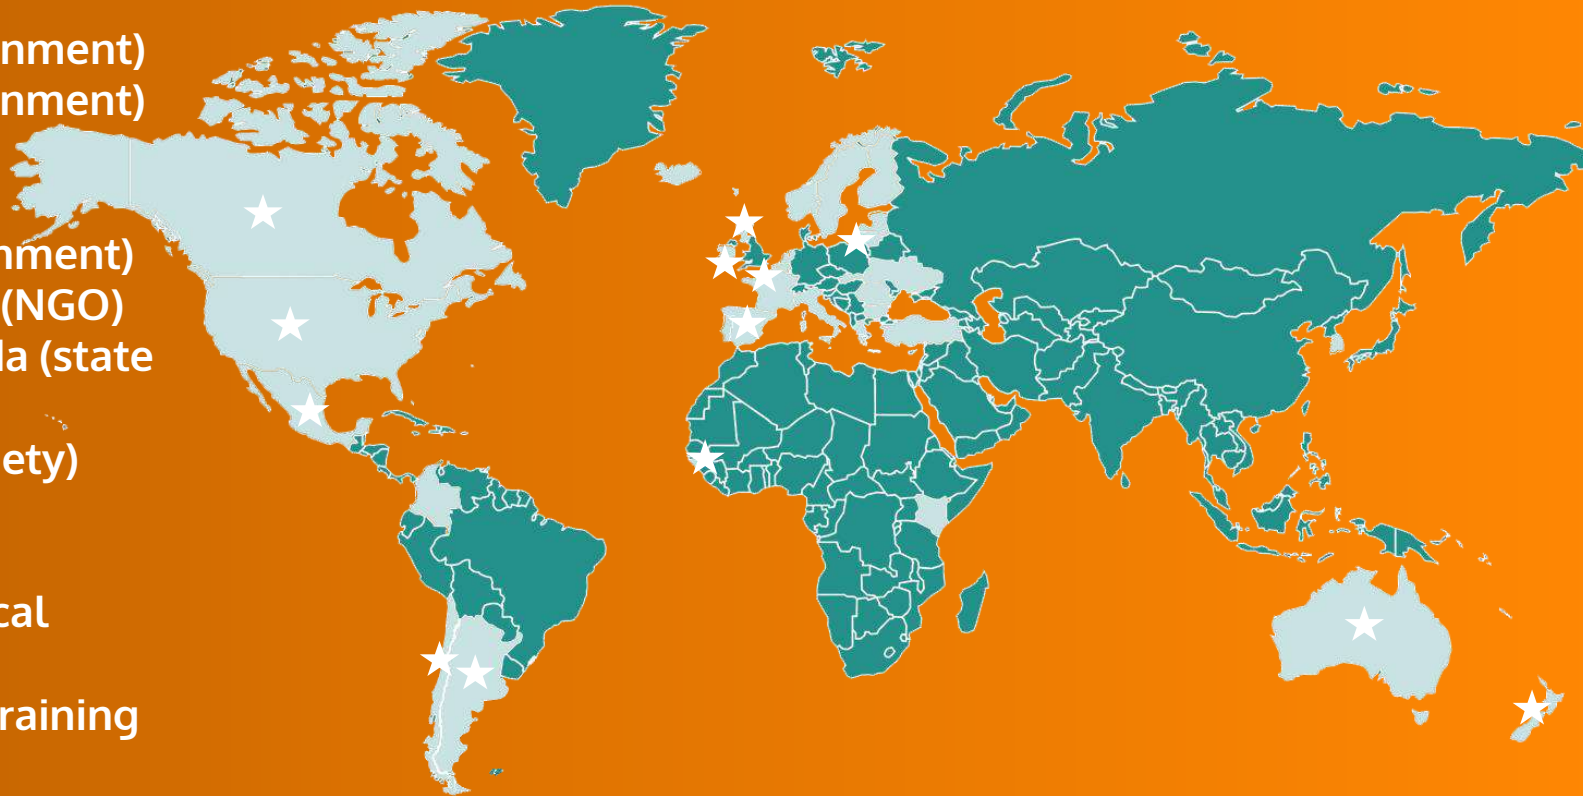 nment)
nment)
nment)
(NGO)
da (state
ety)
cal
raining